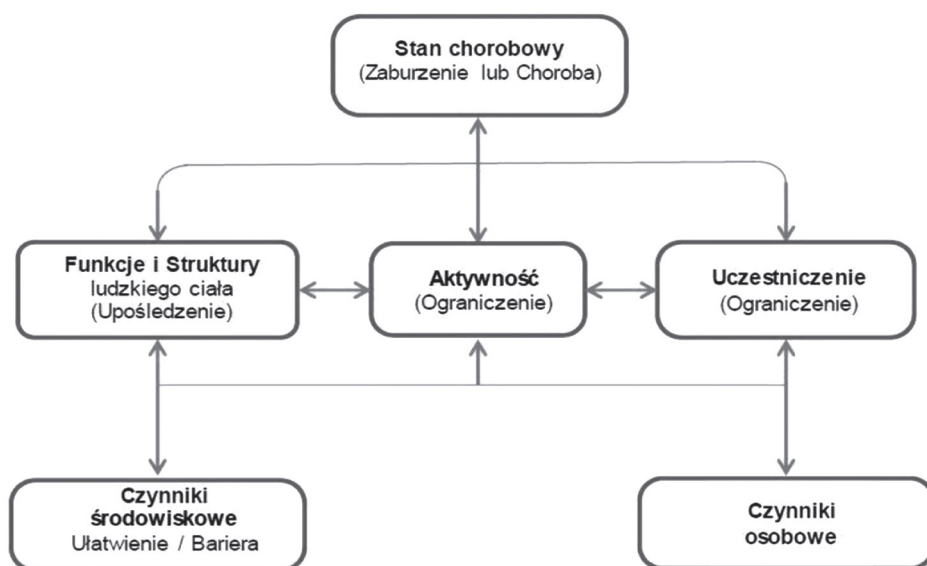 Stan chorobowy
(Zaburzenie lub Choroba)
Funkcje i Struktury
ludzkiego ciała
(Upośledzenie)
Aktywność
(Ograniczenie)
Uczestniczenie
(Ograniczenie)
Czynniki
środowiskowe
Ułatwienie / Bariera
Czynniki
osobowe